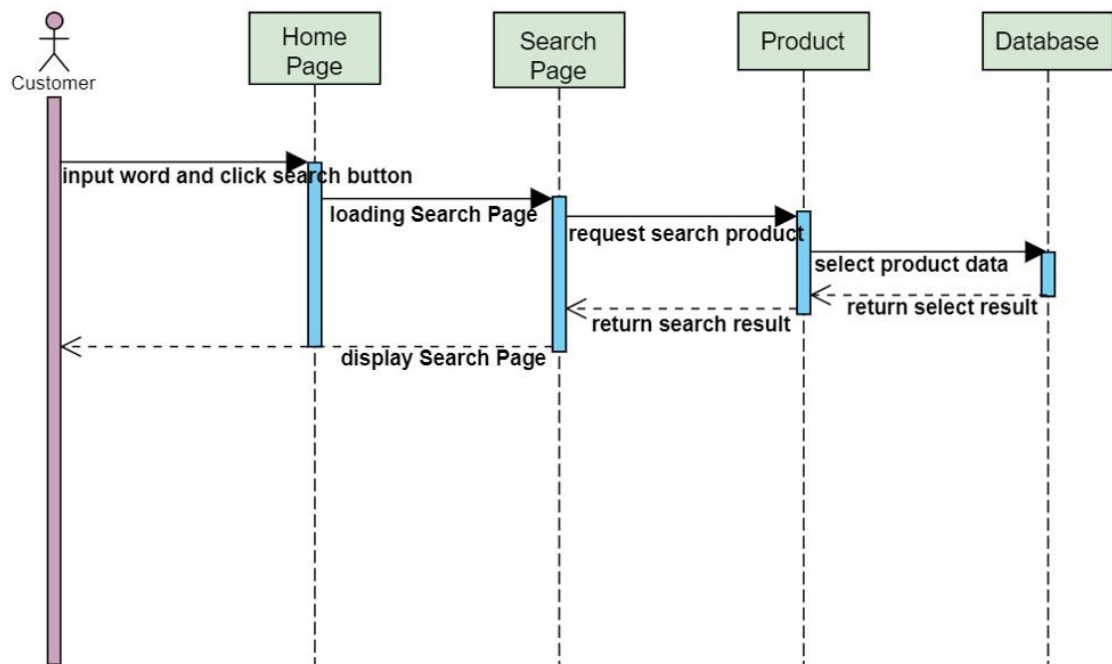 Home
Page
Search
Page
Product
Database
Customer
input word and click search button
loading Search Page
request search product
select product data
return select result
return search result
display Search Page